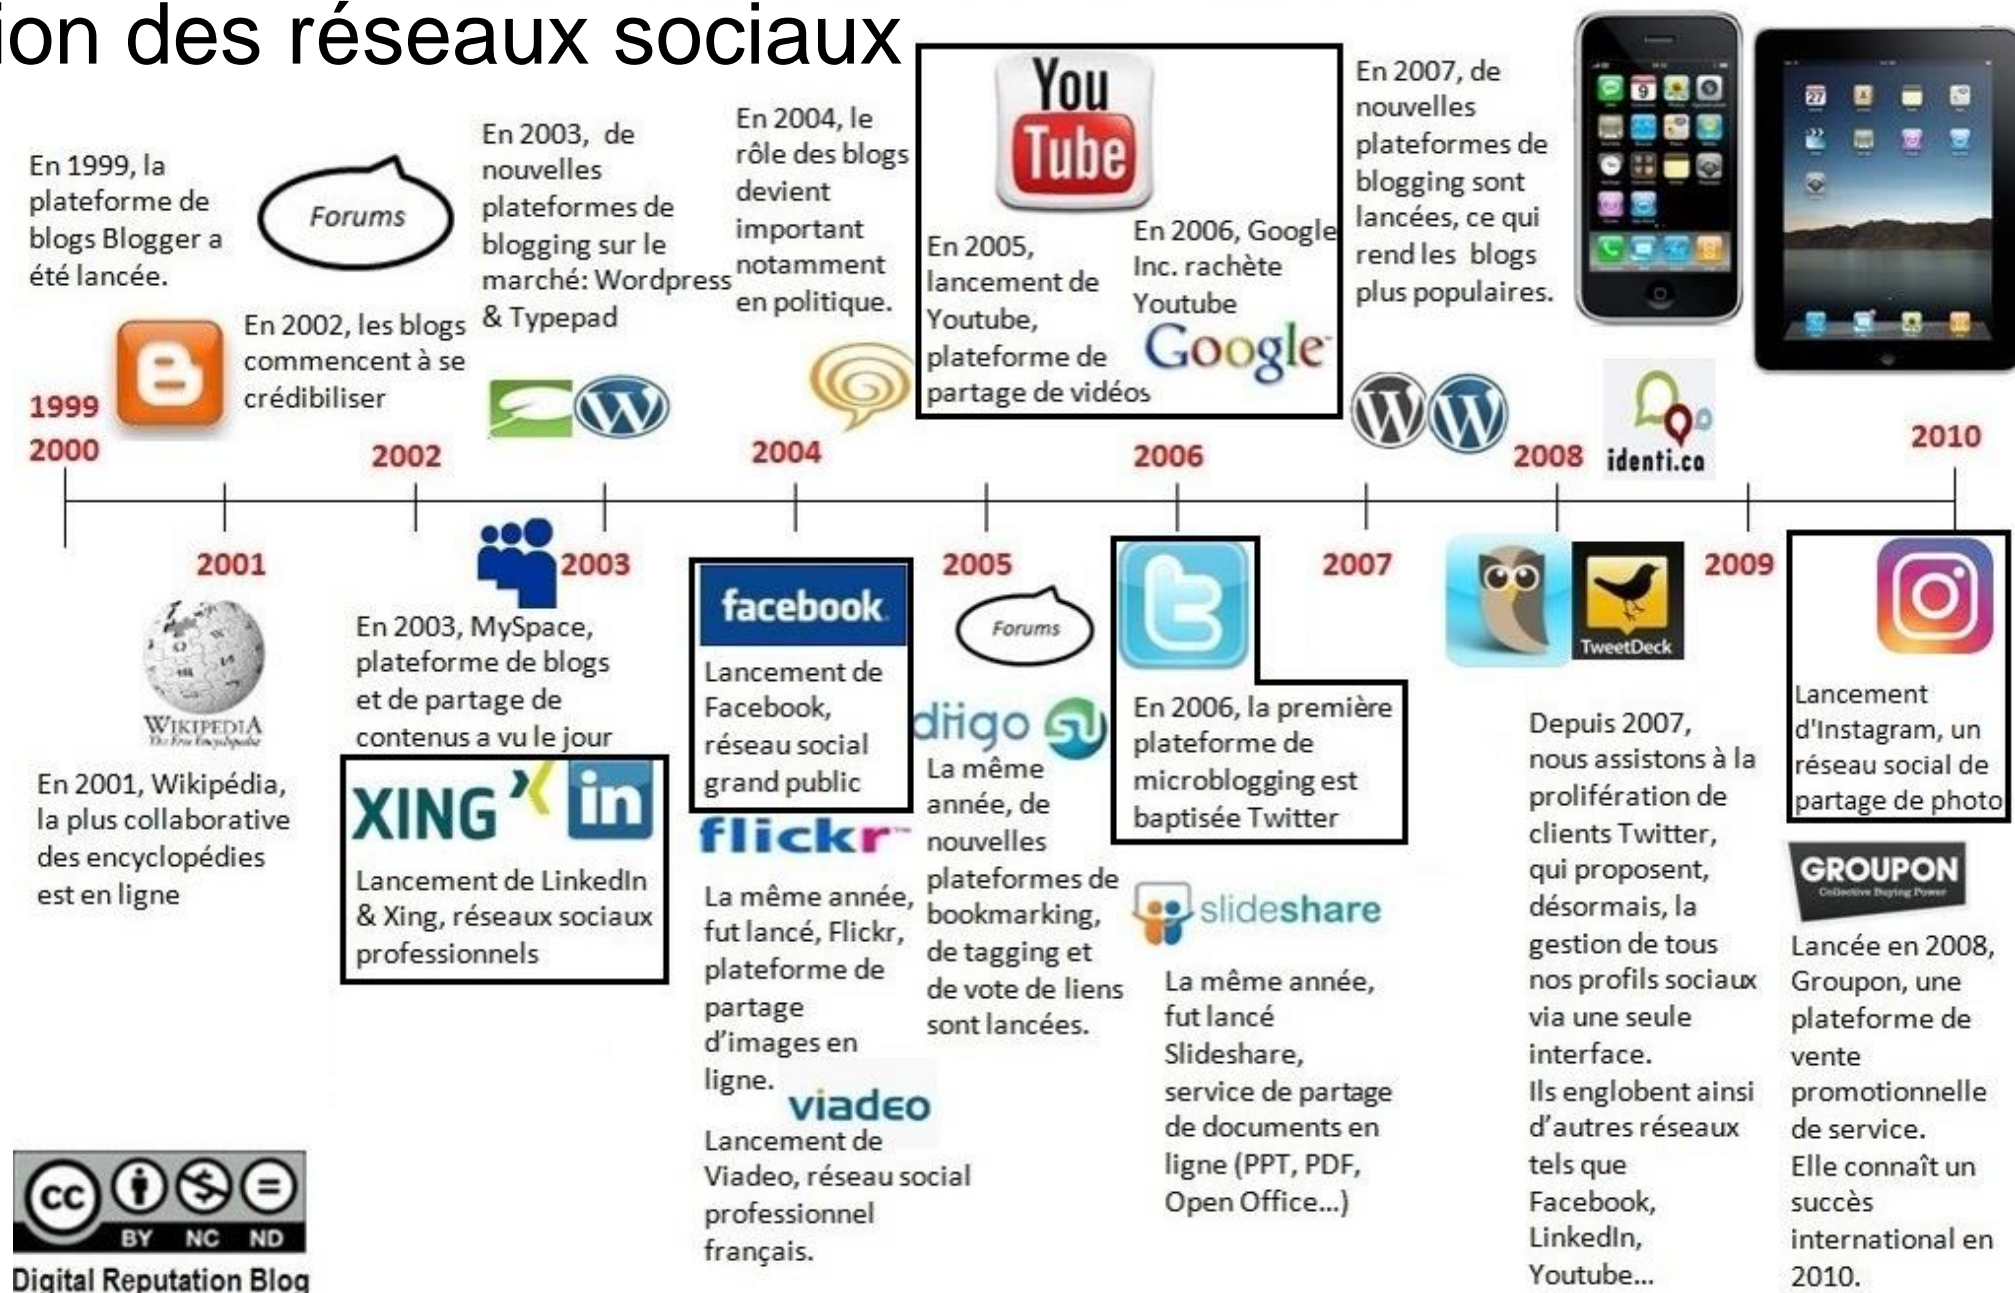 ion des réseaux sociaux
En 1999, la
plateforme de
blogs Blogger a
été lancée.
Forums
En 2002, les blogs
commencent à se
crédibiliser
En 2003, de
nouvelles
plateformes de
blogging sur le
marché: Wordpress
& Typepad
En 2004, le
rôle des blogs
devient
important
notamment
en politique.
You
Tube
En 2005,
lancement de
Youtube,
plateforme de
partage de vidéos
En 2006, Google
Inc. rachète
Youtube
Google
En 2007, de
nouvelles
plateformes de
blogging sont
lancées, ce qui
rend les blogs
plus populaires.
9
27
identi.ca
1999
2000
2002
2004
2006
2008
2010
2001
2003
2005
2007
2009
WIKIPEDIA
The Free Encyclopedia
En 2001, Wikipédia,
la plus collaborative
des encyclopédies
est en ligne
En 2003, MySpace,
plateforme de blogs
et de partage de
contenus a vu le jour
XING
in
Lancement de LinkedIn
& Xing, réseaux sociaux
professionnels
facebook
Lancement de
Facebook,
réseau social
grand public
flickr
La même année,
fut lancé, Flickr,
plateforme de
partage
d’images en
ligne.
viadeo
Lancement de
Viadeo, réseau social
professionnel
français.
Forums
diigo
La même
année, de
nouvelles
plateformes de
bookmarking,
de tagging et
de vote de liens
sont lancées.
En 2006, la première
plateforme de
microblogging est
baptisée Twitter
slideshare
La même année,
fut lancé
Slideshare,
service de partage
de documents en
ligne (PPT, PDF,
Open Office...)
TweetDeck
Depuis 2007,
nous assistons à la
prolifération de
clients Twitter,
qui proposent,
désormais, la
gestion de tous
nos profils sociaux
via une seule
interface.
Ils englobent ainsi
d’autres réseaux
tels que
Facebook,
LinkedIn,
Youtube...
Lancement
d'Instagram, un
réseau social de
partage de photo
GROUPON
Collective Buying Power
Lancée en 2008,
Groupon, une
plateforme de
vente
promotionnelle
de service.
Elle connaît un
succès
international en
2010.
cc
BY NC ND
Digital Reputation Blog